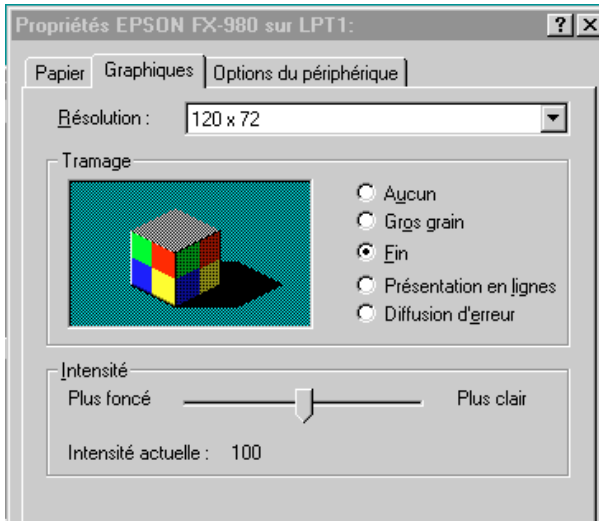 Propriétés EPSON FX-980 sur LPT1:
Papier Graphiques Options du périphérique
Résolution : 120 x 72
Tramage
Aucun
Gros grain
Fin
Présentation en lignes
Diffusion d'erreur
Intensité
Plus foncé Plus clair
Intensité actuelle : 100